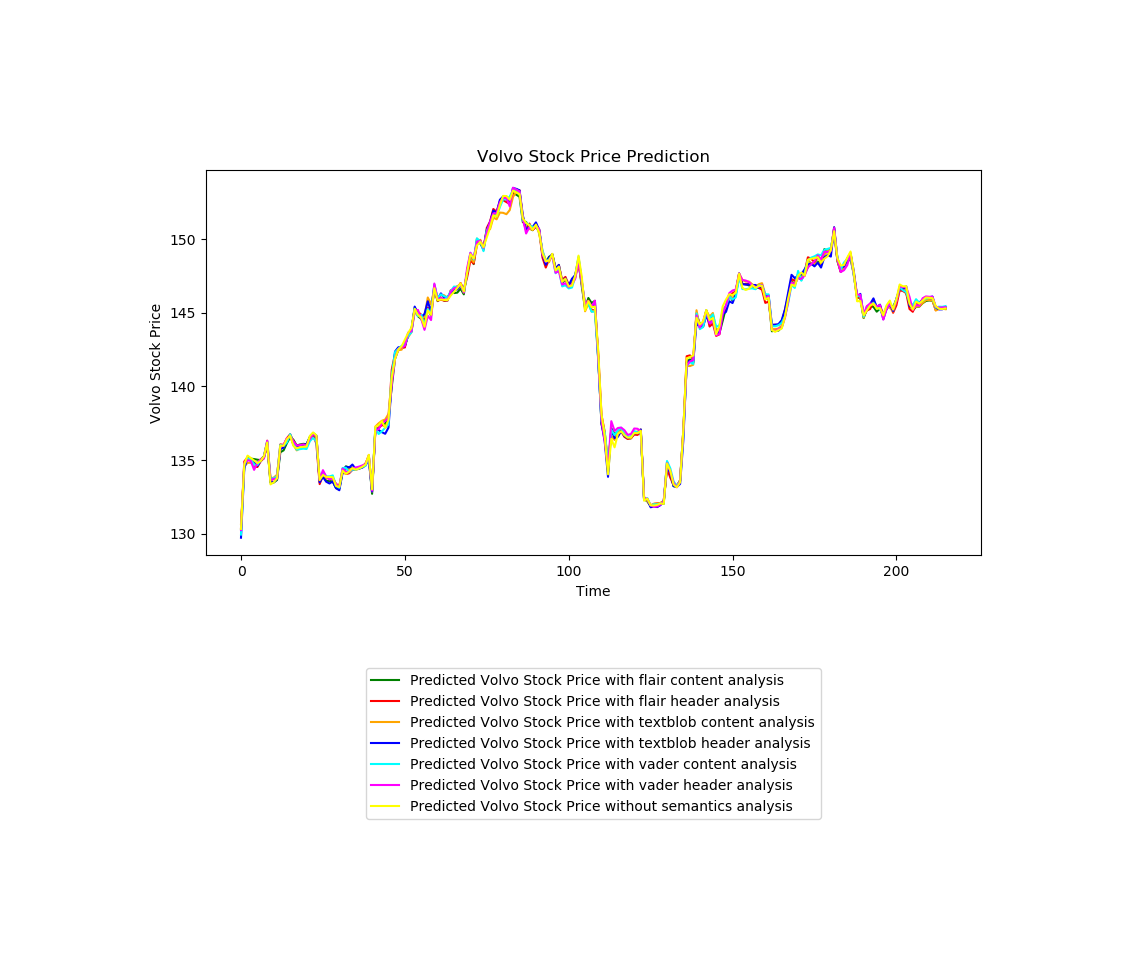 Volvo Stock Price Prediction
Volvo Stock Price
150
145
140
135
130
0
50
100
150
200
Time
Predicted Volvo Stock Price with flair content analysis
Predicted Volvo Stock Price with flair header analysis
Predicted Volvo Stock Price with textblob content analysis
Predicted Volvo Stock Price with textblob header analysis
Predicted Volvo Stock Price with vader content analysis
Predicted Volvo Stock Price with vader header analysis
Predicted Volvo Stock Price without semantics analysis